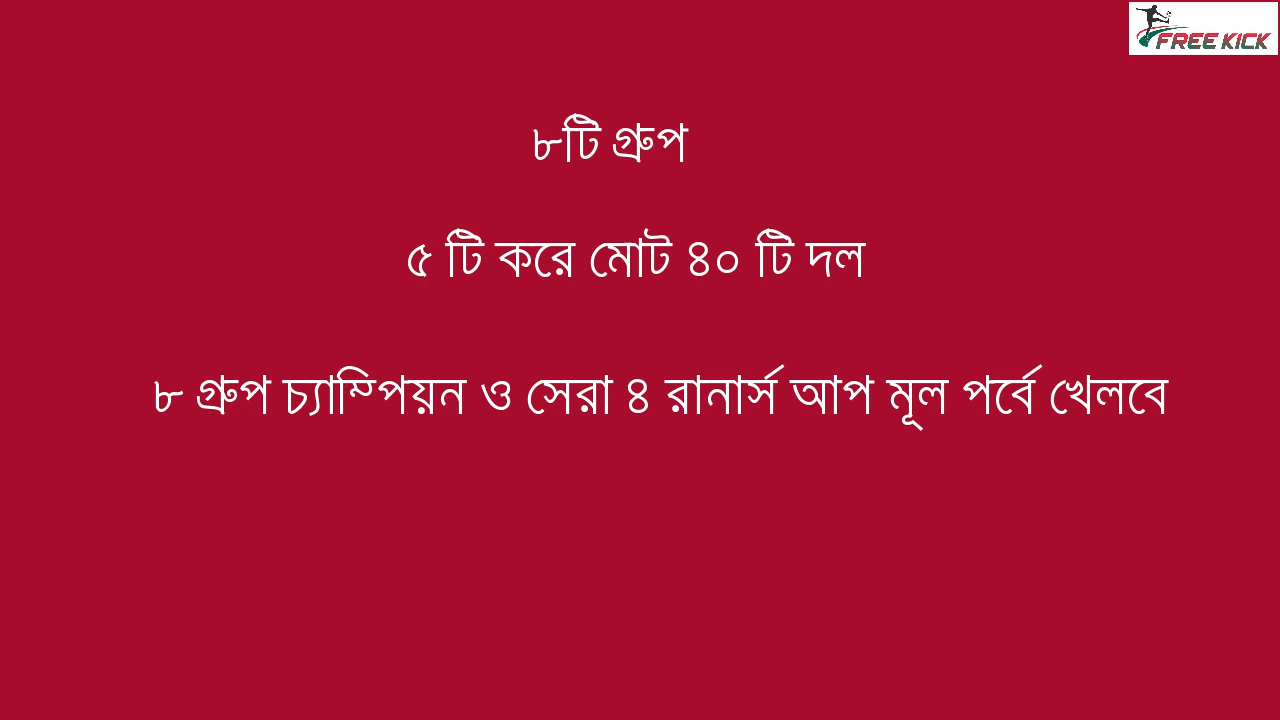 FREE KICK
৮টি গ্রুপ
৫ টি করে মোট ৪০ টি দল
৮ গ্রুপ চ্যাম্পিয়ন ও সেরা ৪ রানার্স আপ মূল পর্বে খেলবে